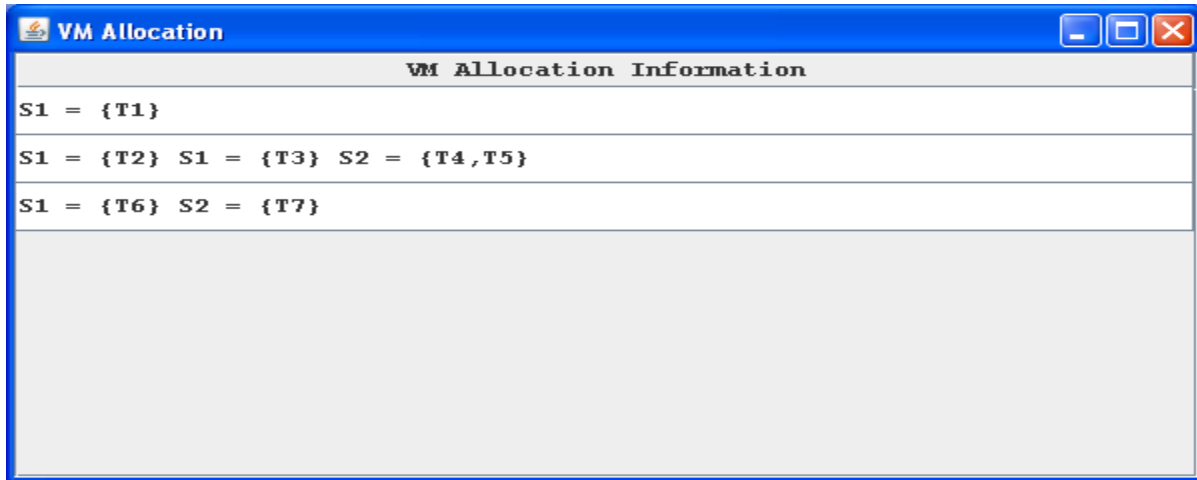 VM Allocation
VM Allocation Information
S1 = {T1}
S1 = {T2} S1 = {T3} S2 = {T4,T5}
S1 = {T6} S2 = {T7}